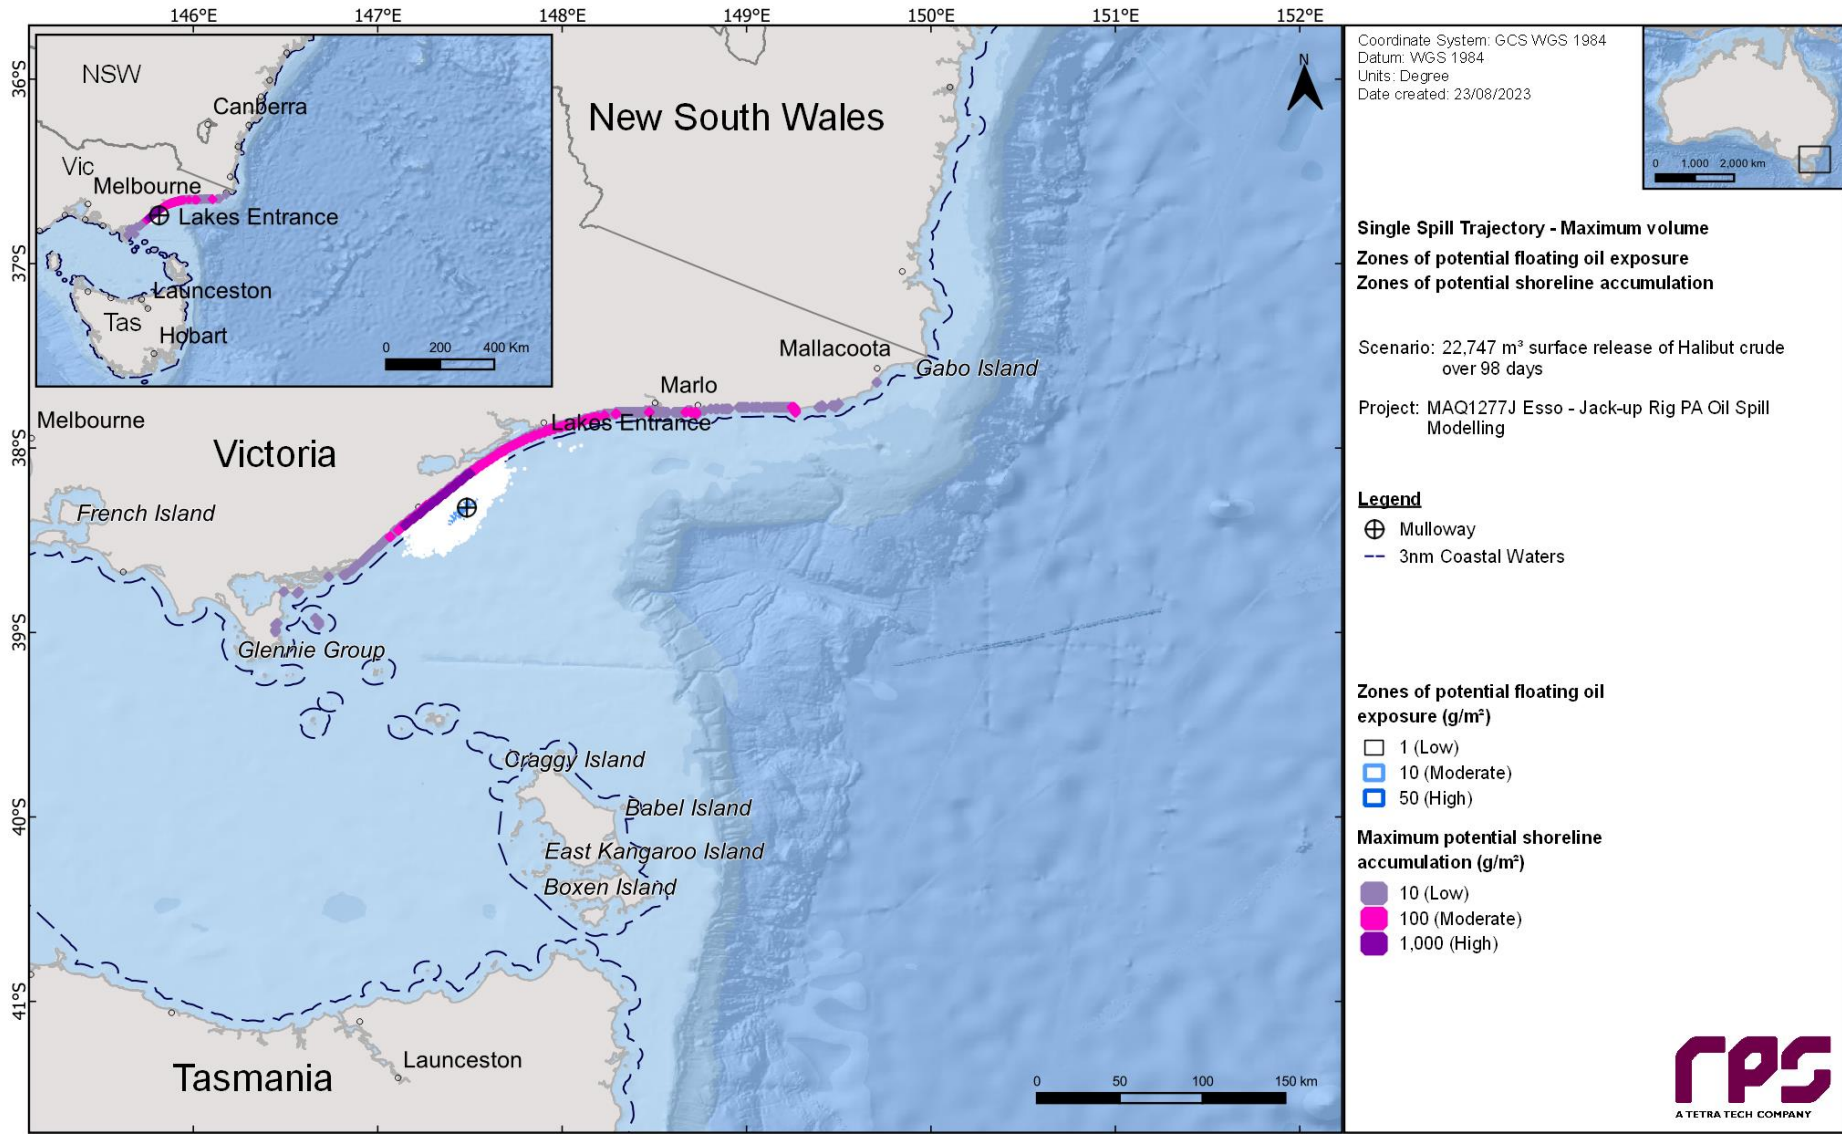 146°E 147°E 148°E 149°E 150°E 151°E 152°E
36°S
37°S
38°S
39°S
40°S
41°S
NSW
Canberra
Vic
Melbourne
Lakes Entrance
Launceston
Tas
Hobart
0 200 400 Km
New South Wales
N
Mallacoota
Gabo Island
Marlo
Lakes Entrance
Melbourne
Victoria
French Island
Glennie Group
Craggy Island
Babel Island
East Kangaroo Island
Boxen Island
Launceston
Tasmania
0 50 100 150 km
Coordinate System: GCS WGS 1984
Datum: WGS 1984
Units: Degree
Date created: 23/08/2023
0 1,000 2,000 km
Single Spill Trajectory - Maximum volume
Zones of potential floating oil exposure
Zones of potential shoreline accumulation
Scenario: 22,747 m³ surface release of Halibut crude
over 98 days
Project: MAQ1277J Esso - Jack-up Rig PA Oil Spill
Modelling
Legend
Mulloway
3nm Coastal Waters
Zones of potential floating oil
exposure (g/m²)
1 (Low)
10 (Moderate)
50 (High)
Maximum potential shoreline
accumulation (g/m²)
10 (Low)
100 (Moderate)
1,000 (High)
rps
A TETRA TECH COMPANY